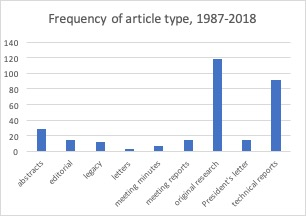 Frequency of article type, 1987-2018
140
120
100
80
60
40
20
0
abstracts
editorial
legacy
letters
meeting minutes
meeting reports
original research
President's letter
technical reports